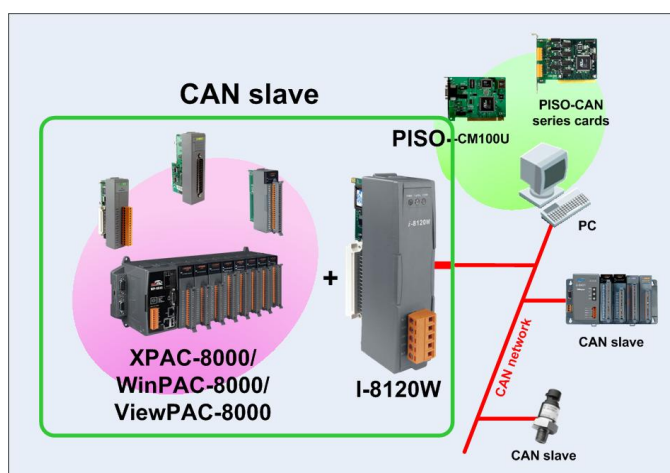 CAN slave
PISO-CAN
series cards
PISO--CM100U
PC
i-8120W
+
XPAC-8000/
WinPAC-8000/
ViewPAC-8000
I-8120W
CAN network
CAN slave
CAN slave